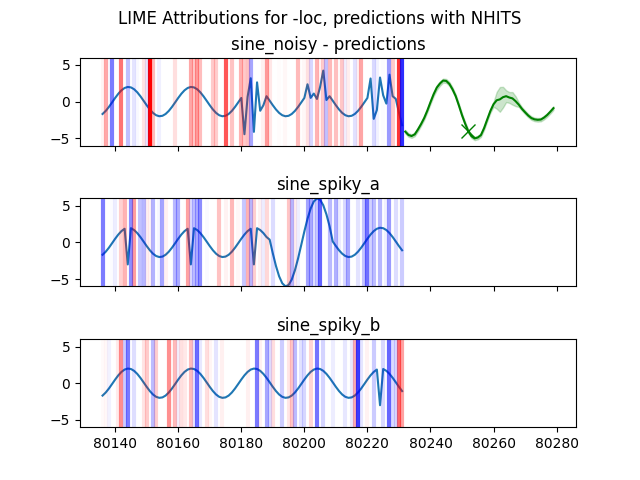 LIME Attributions for -loc, predictions with NHITS
sine_noisy - predictions
5
0
−5
sine_spiky_a
5
0
−5
sine_spiky_b
5
0
−5
80140 80160 80180 80200 80220 80240 80260 80280